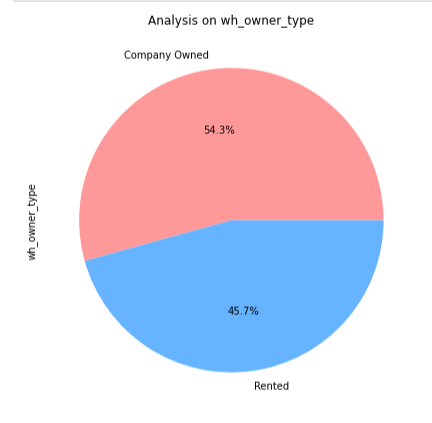 Analysis on wh_owner_type
Company Owned
54.3%
wh_owner_type
45.7%
Rented